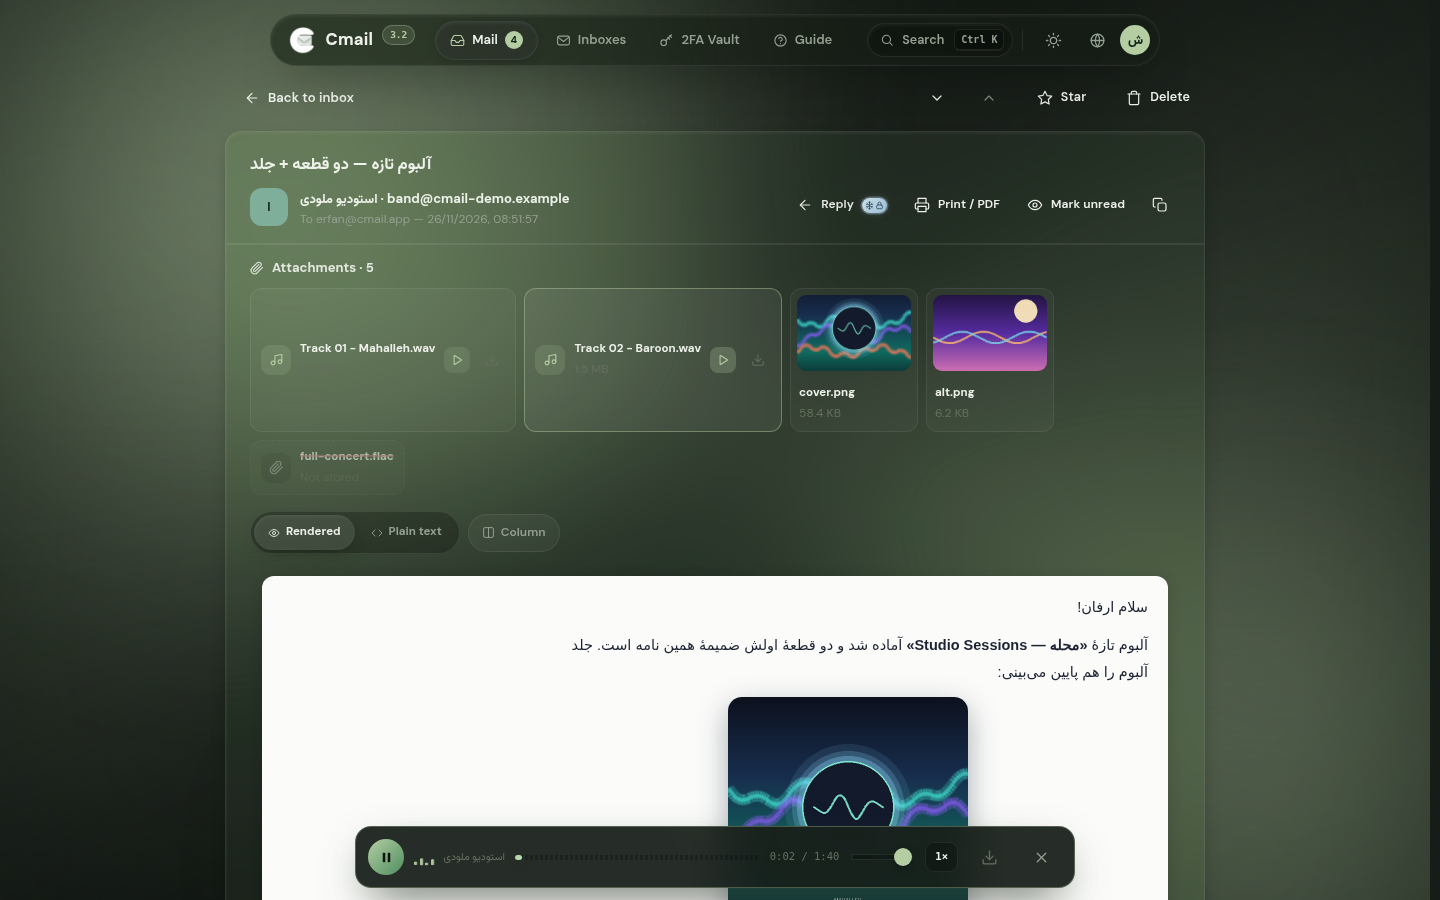 Cmail 3.2 Mail 4 Inboxes 2FA Vault Guide Search Ctrl K ش
Back to inbox Star Delete
آلبوم تازه — دو قطعه + جلد
ا استودیو ملودی · band@cmail-demo.example Reply Print / PDF Mark unread
To erfan@cmail.app — 26/11/2026, 08:51:57
Attachments · 5
Track 01 - Mahalleh.wav
Track 02 - Baroon.wav
1.5 MB
cover.png
58.4 KB
alt.png
6.2 KB
full-concert.flac
Not stored
Rendered Plain text Column
سلام ارفان!
آلبوم تازهٔ «محله — Studio Sessions» آماده شد و دو قطعهٔ اولش ضمیمهٔ همین نامه است. جلد
آلبوم را هم پایین می‌بینی:
استودیو ملودی 0:02 / 1:40 1×